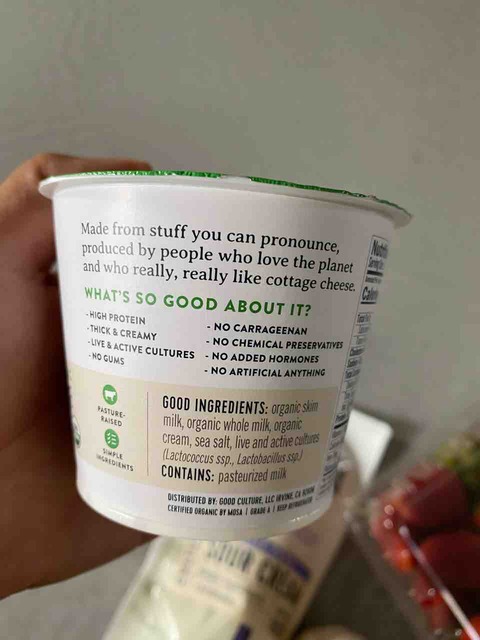 Made from stuff you can pronounce,
produced by people who love the planet
and who really, really like cottage cheese.
WHAT'S SO GOOD ABOUT IT?
- HIGH PROTEIN
- THICK & CREAMY
- LIVE & ACTIVE CULTURES
- NO GUMS
- NO CARRAGEENAN
- NO CHEMICAL PRESERVATIVES
- NO ADDED HORMONES
- NO ARTIFICIAL ANYTHING
PASTURE-
RAISED
SIMPLE
INGREDIENTS
GOOD INGREDIENTS: organic skim
milk, organic whole milk, organic
cream, sea salt, live and active cultures
(Lactococcus ssp., Lactobacillus ssp.)
CONTAINS: pasteurized milk
DISTRIBUTED BY: GOOD CULTURE, LLC IRVINE, CA
CERTIFIED ORGANIC BY MOSA | GRADE A | KEEP REFRIGERATED
SOUR CREAM